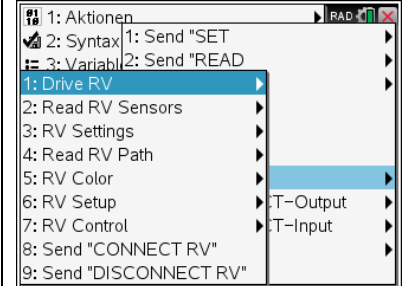 1: Aktionen
RAD
2: Syntax
1: Send "SET
3: Variabl
2: Send "READ
1: Drive RV
2: Read RV Sensors
3: RV Settings
4: Read RV Path
5: RV Color
6: RV Setup
CT-Output
7: RV Control
CT-Input
8: Send "CONNECT RV"
9: Send "DISCONNECT RV"